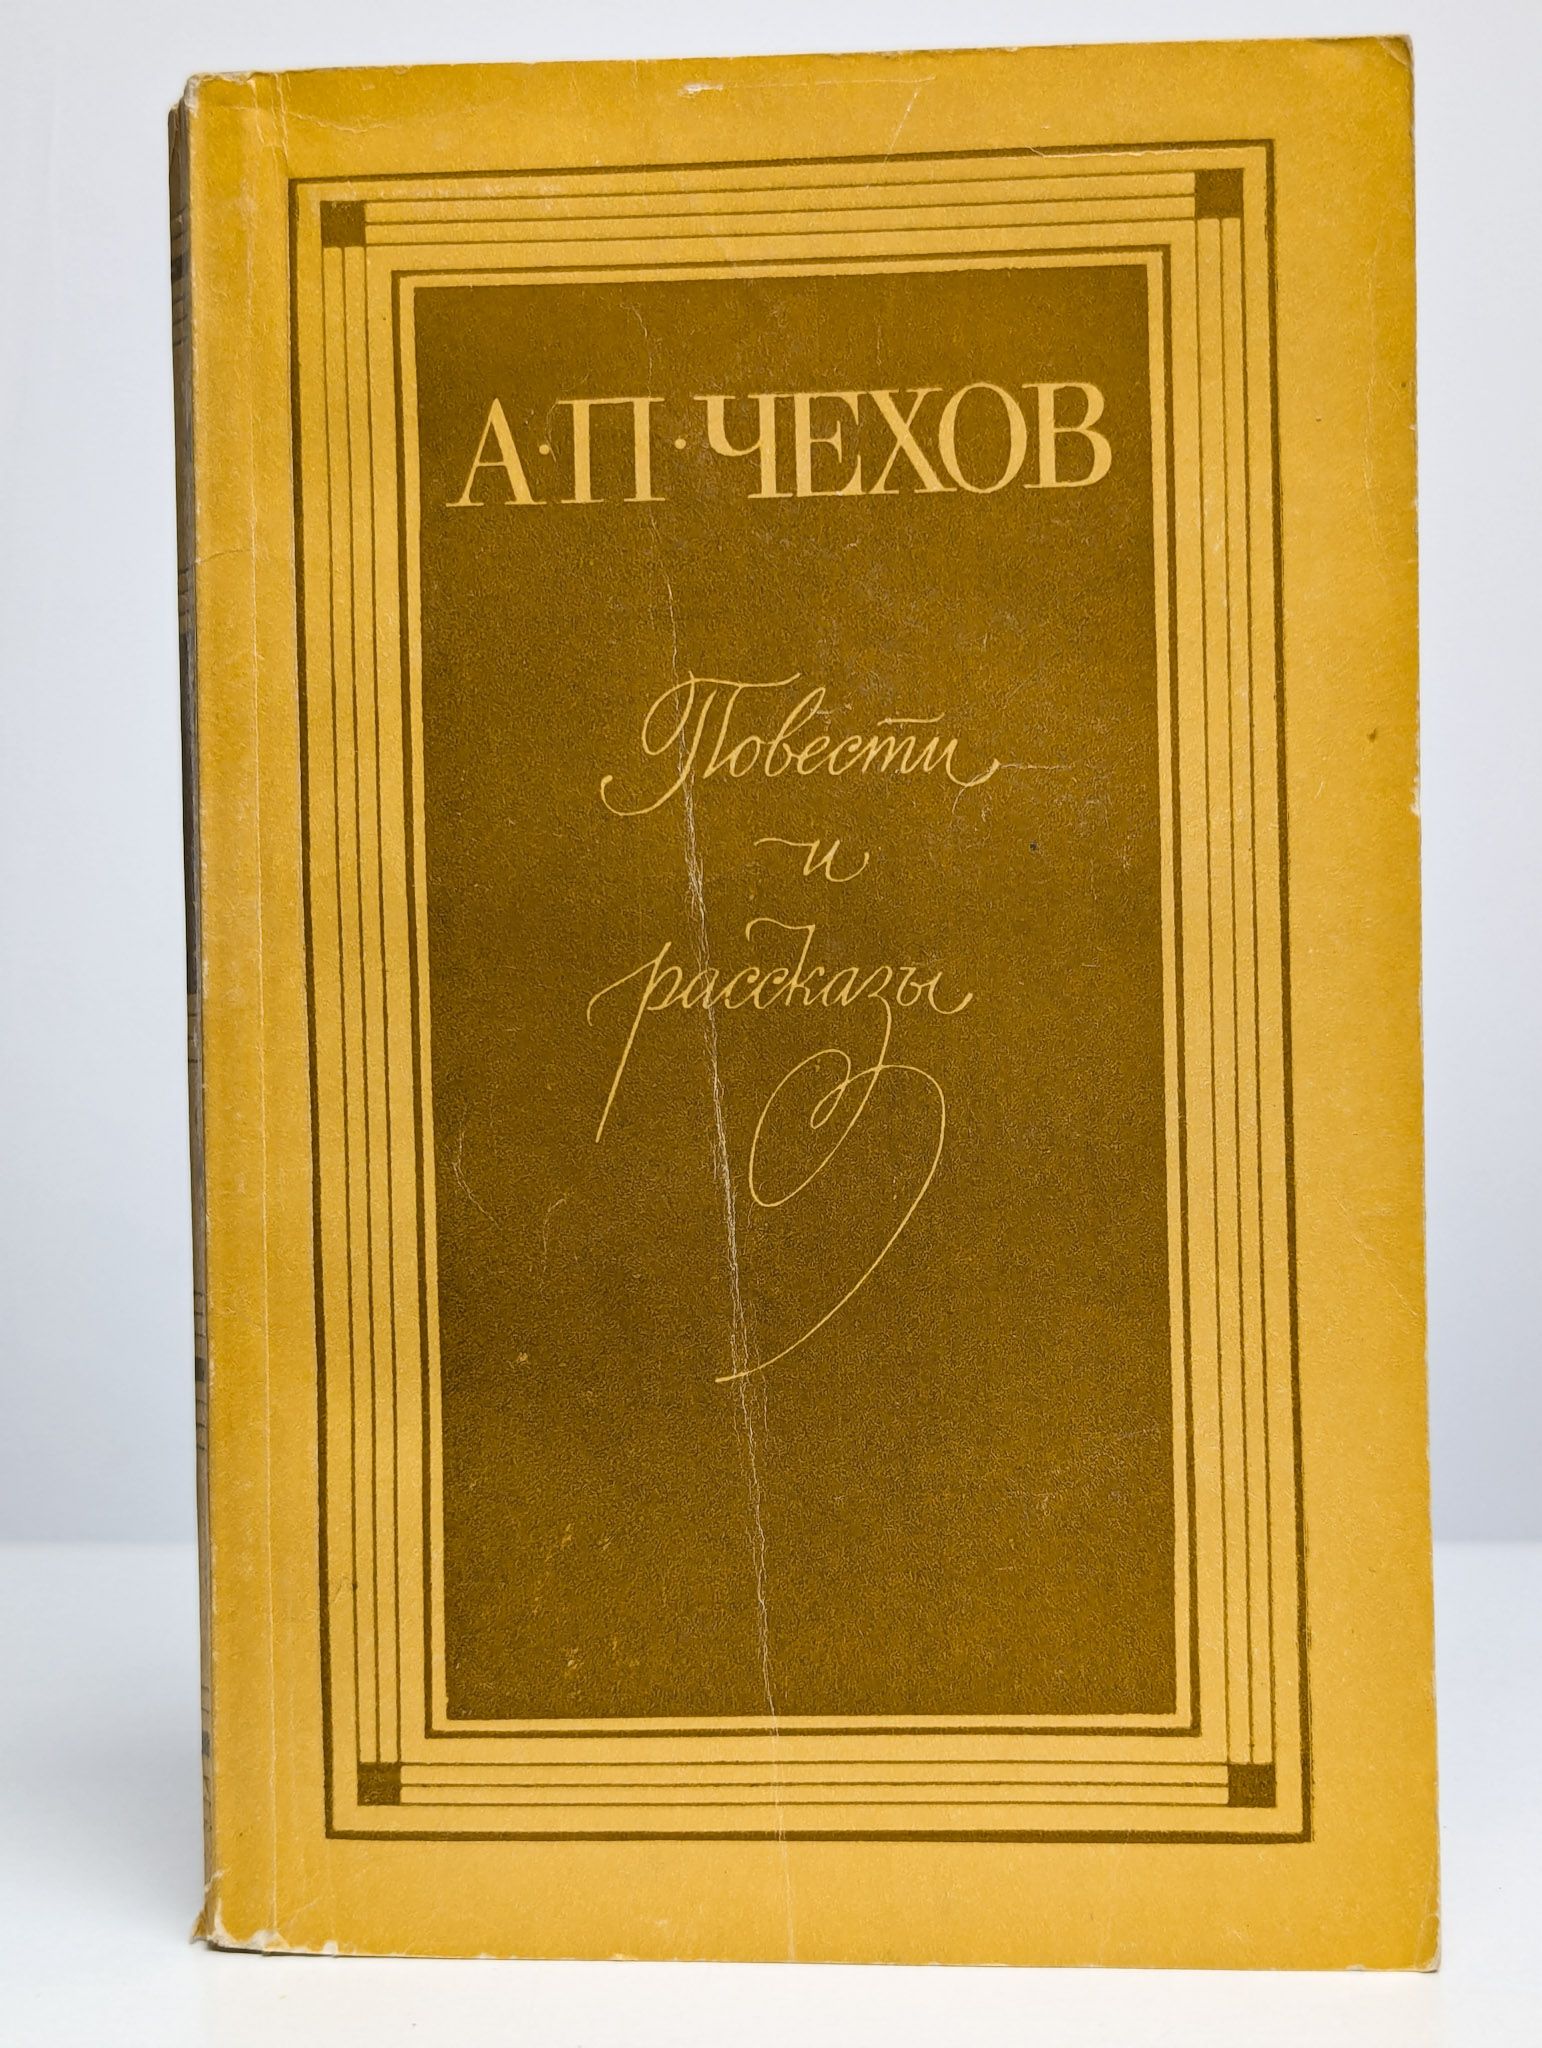 А·П·ЧЕХОВ
Повести
и
рассказы